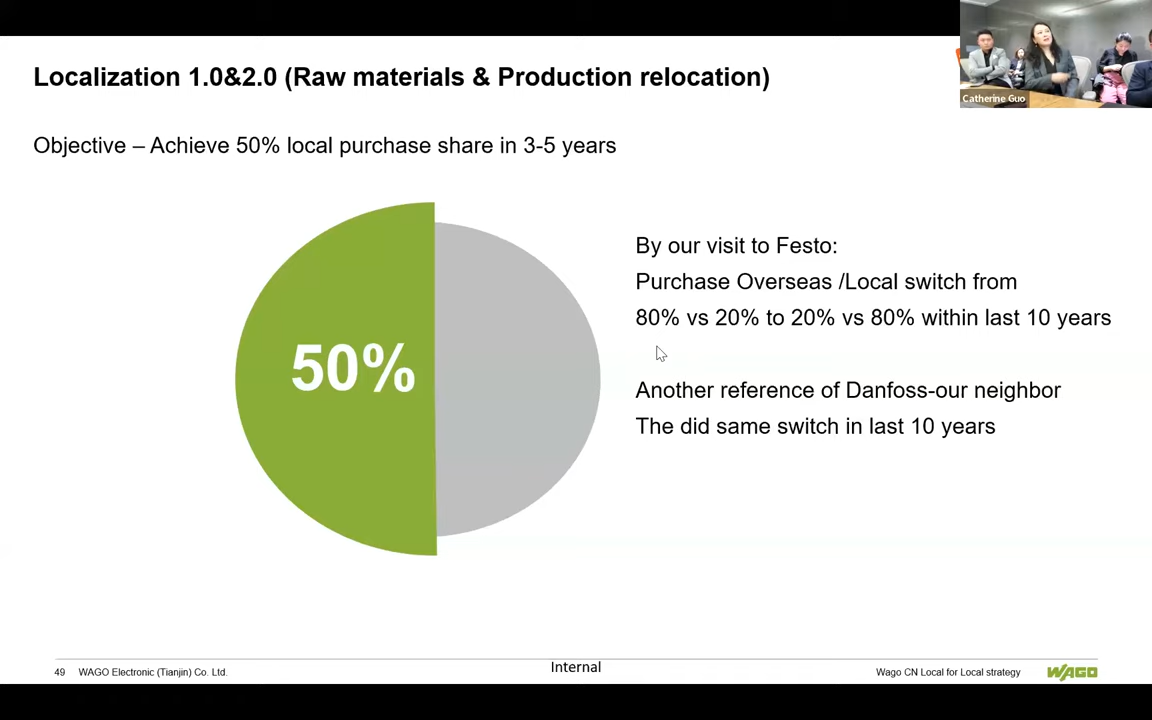 Localization 1.0&2.0 (Raw materials & Production relocation)
Catherine Guo
Objective – Achieve 50% local purchase share in 3-5 years
By our visit to Festo:
Purchase Overseas /Local switch from
80% vs 20% to 20% vs 80% within last 10 years
50%
Another reference of Danfoss-our neighbor
The did same switch in last 10 years
49 WAGO Electronic (Tianjin) Co. Ltd.
Internal
Wago CN Local for Local strategy
WAGO